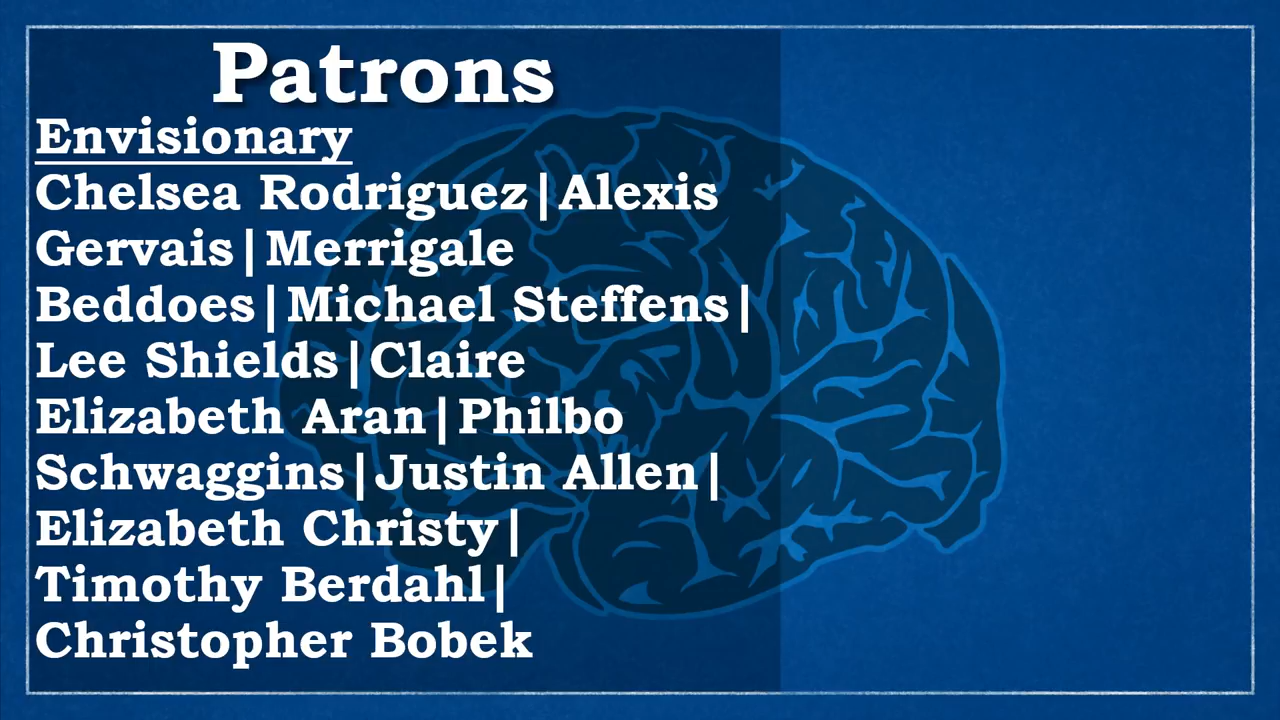 Patrons
Envisionary
Chelsea Rodriguez|Alexis
Gervais|Merrigale
Beddoes|Michael Steffens|
Lee Shields|Claire
Elizabeth Aran|Philbo
Schwaggins|Justin Allen|
Elizabeth Christy|
Timothy Berdahl|
Christopher Bobek